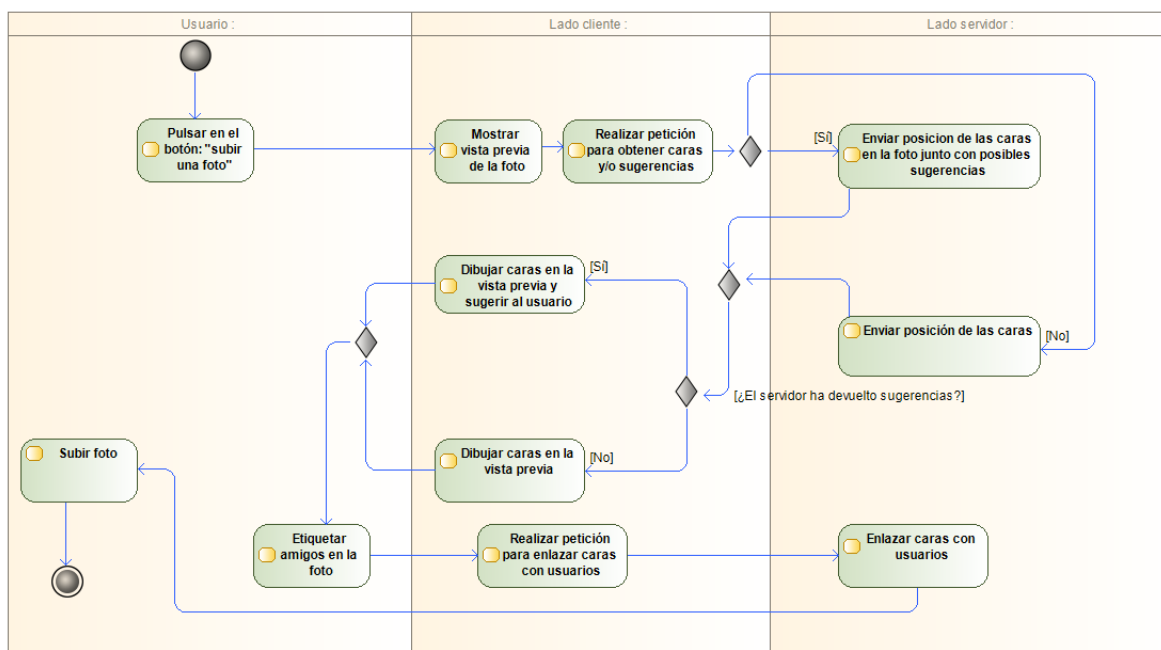 Usuario :
Lado cliente :
Lado servidor :
Pulsar en el
botón: "subir
una foto"
Mostrar
vista previa
de la foto
Realizar petición
para obtener caras
y/o sugerencias
[Sí]
Enviar posicion de las caras
en la foto junto con posibles
sugerencias
Dibujar caras en la
vista previa y
sugerir al usuario
[Sí]
Enviar posición de las caras
[No]
[¿El servidor ha devuelto sugerencias?]
Subir foto
Dibujar caras en la
vista previa
[No]
Etiquetar
amigos en la
foto
Realizar petición
para enlazar caras
con usuarios
Enlazar caras con
usuarios